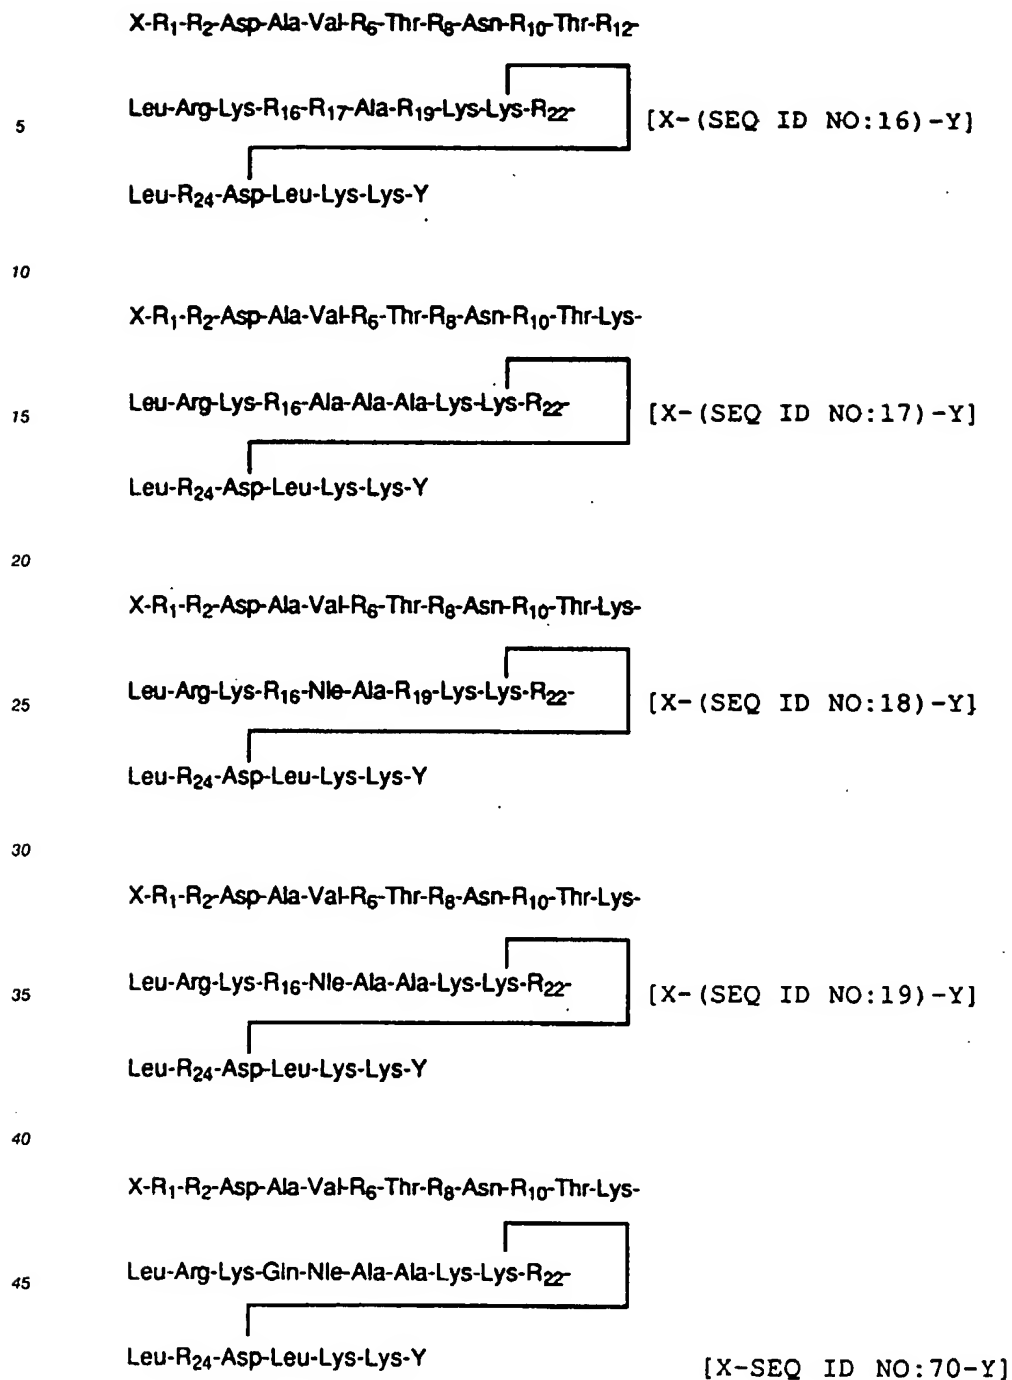 X-R₁-R₂-Asp-Ala-Val-R₆-Thr-R₈-Asn-R₁₀-Thr-R₁₂-
5 Leu-Arg-Lys-R₁₆-R₁₇-Ala-R₁₉-Lys-Lys-R₂₂- [X-(SEQ ID NO:16)-Y]
Leu-R₂₄-Asp-Leu-Lys-Lys-Y
10
X-R₁-R₂-Asp-Ala-Val-R₆-Thr-R₈-Asn-R₁₀-Thr-Lys-
15 Leu-Arg-Lys-R₁₆-Ala-Ala-Ala-Lys-Lys-R₂₂- [X-(SEQ ID NO:17)-Y]
Leu-R₂₄-Asp-Leu-Lys-Lys-Y
20
X-R₁-R₂-Asp-Ala-Val-R₆-Thr-R₈-Asn-R₁₀-Thr-Lys-
25 Leu-Arg-Lys-R₁₆-Nle-Ala-R₁₉-Lys-Lys-R₂₂- [X-(SEQ ID NO:18)-Y]
Leu-R₂₄-Asp-Leu-Lys-Lys-Y
30
X-R₁-R₂-Asp-Ala-Val-R₆-Thr-R₈-Asn-R₁₀-Thr-Lys-
35 Leu-Arg-Lys-R₁₆-Nle-Ala-Ala-Lys-Lys-R₂₂- [X-(SEQ ID NO:19)-Y]
Leu-R₂₄-Asp-Leu-Lys-Lys-Y
40
X-R₁-R₂-Asp-Ala-Val-R₆-Thr-R₈-Asn-R₁₀-Thr-Lys-
45 Leu-Arg-Lys-Gln-Nle-Ala-Ala-Lys-Lys-R₂₂-
Leu-R₂₄-Asp-Leu-Lys-Lys-Y [X-SEQ ID NO:70-Y]